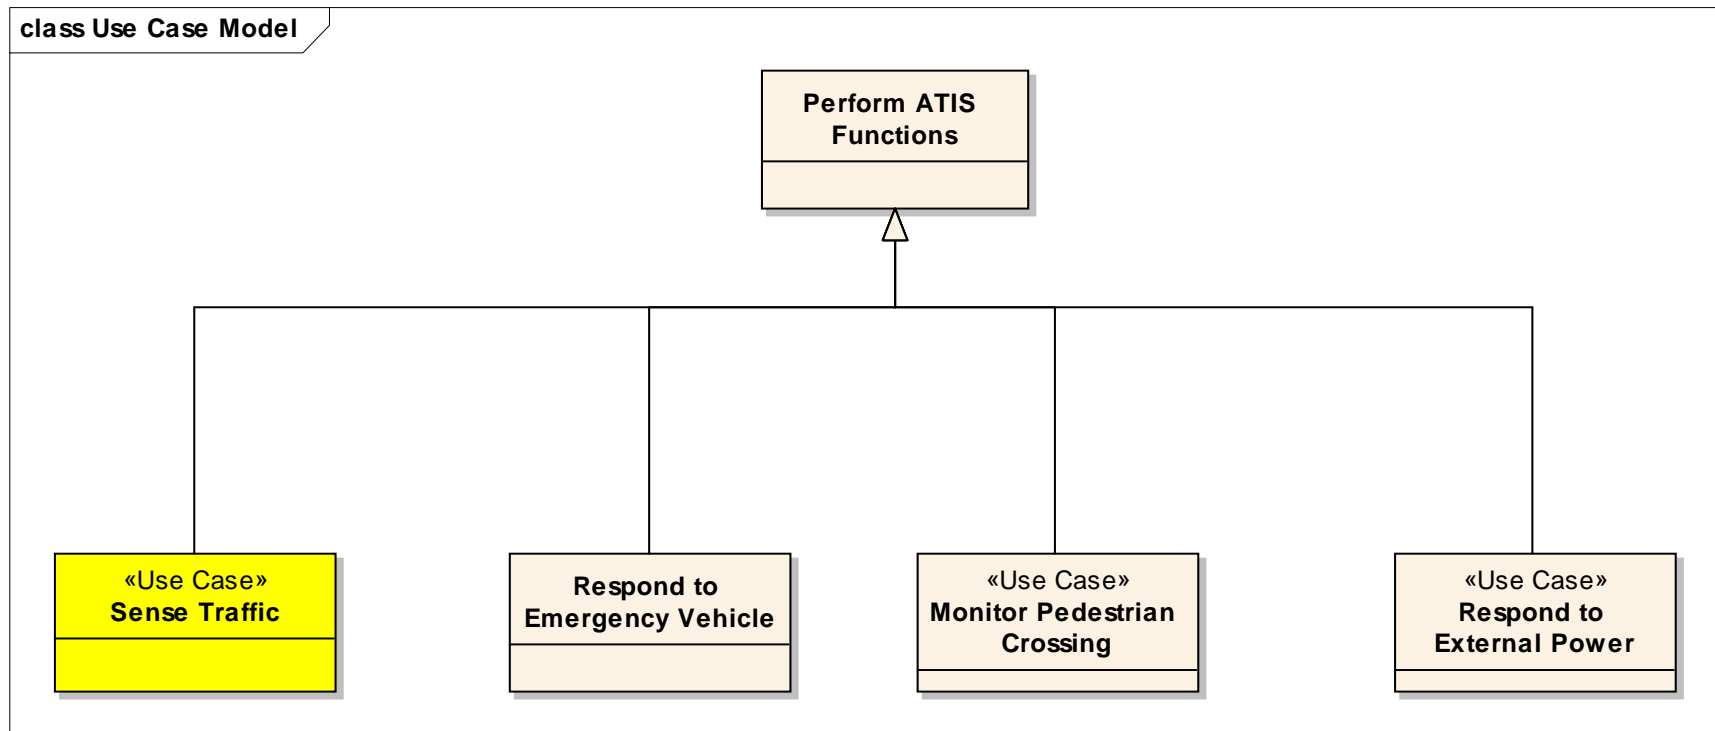 class Use Case Model
Perform ATIS
Functions
«Use Case»
Sense Traffic
Respond to
Emergency Vehicle
«Use Case»
Monitor Pedestrian
Crossing
«Use Case»
Respond to
External Power